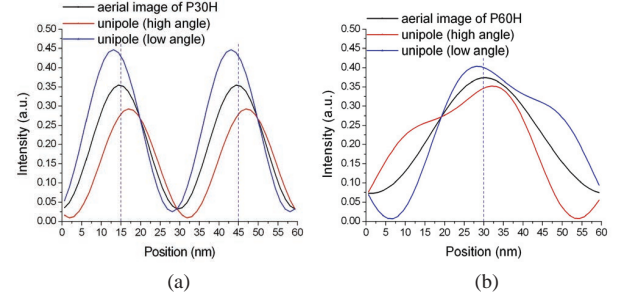 aerial image of P30H
unipole (high angle)
unipole (low angle)
0.50
0.45
0.40
0.35
0.30
0.25
0.20
0.15
0.10
0.05
0.00
Intensity (a.u.)
0 5 10 15 20 25 30 35 40 45 50 55 60
Position (nm)
(a)
aerial image of P60H
unipole (high angle)
unipole (low angle)
0.50
0.45
0.40
0.35
0.30
0.25
0.20
0.15
0.10
0.05
0.00
Intensity (a.u.)
0 5 10 15 20 25 30 35 40 45 50 55 60
Position (nm)
(b)